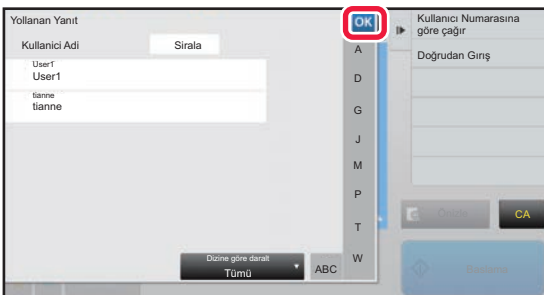 Yollanan Yanıt
OK
Kullanici Adi
Sirala
User1
User1
tianne
tianne
A
D
G
J
M
P
T
W
Dizine göre daralt
Tümü
ABC
Kullanıcı Numarasına
göre çağır
Doğrudan Gırış
CA